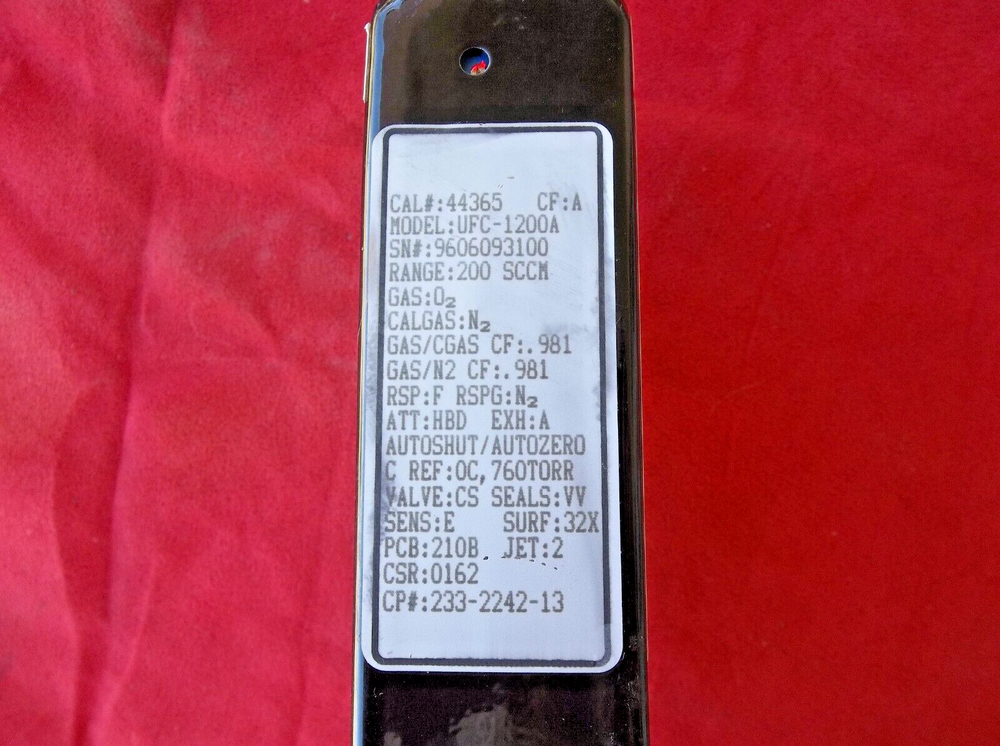 CAL#:44365 CF:A
MODEL:UFC-1200A
SN#:9606093100
RANGE:200 SCCM
GAS:O₂
CALGAS:N₂
GAS/CGAS CF:.981
GAS/N2 CF:.981
RSP:F RSPG:N₂
ATT:HBD EXH:A
AUTOSHUT/AUTOZERO
C REF:0C,760TORR
VALVE:CS SEALS:VV
SENS:E SURF:32X
PCB:210B JET:2
CSR:0162
CP#:233-2242-13